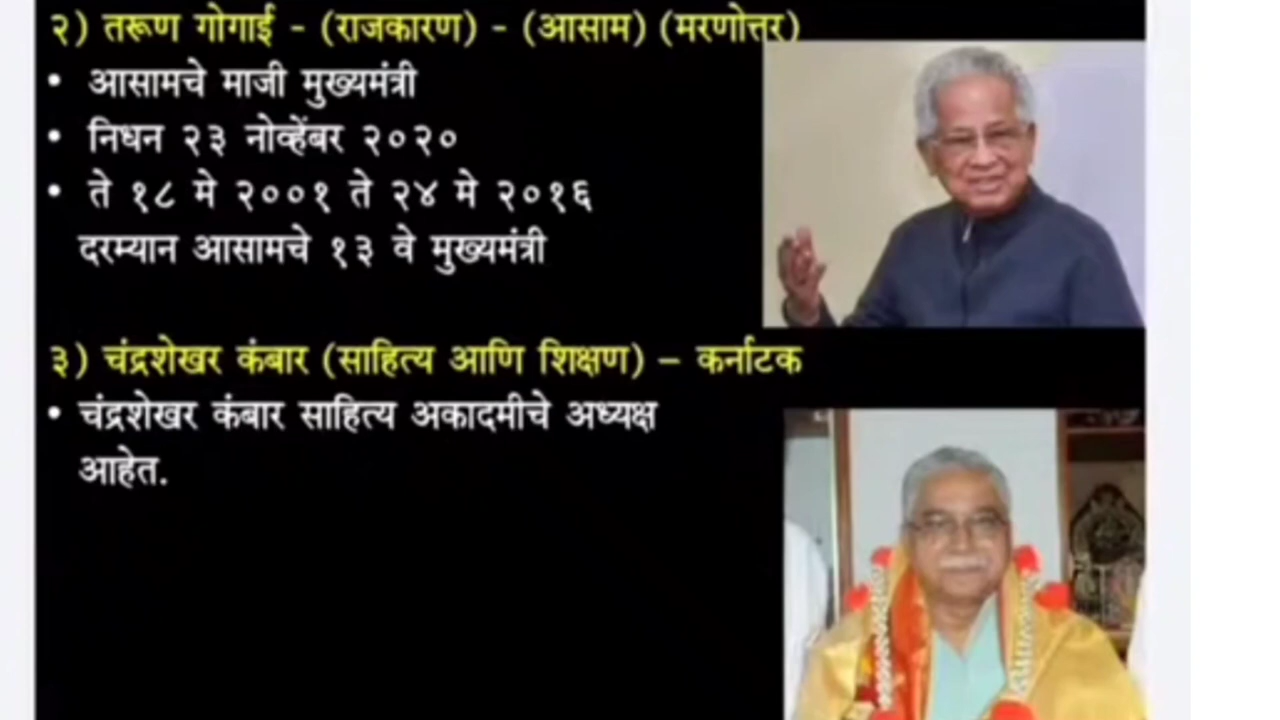 २) तरूण गोगाई - (राजकारण) - (आसाम) (मरणोत्तर)
• आसामचे माजी मुख्यमंत्री
• निधन २३ नोव्हेंबर २०२०
• ते १८ मे २००१ ते २४ मे २०१६
दरम्यान आसामचे १३ वे मुख्यमंत्री
३) चंद्रशेखर कंबार (साहित्य आणि शिक्षण) – कर्नाटक
• चंद्रशेखर कंबार साहित्य अकादमीचे अध्यक्ष
आहेत.